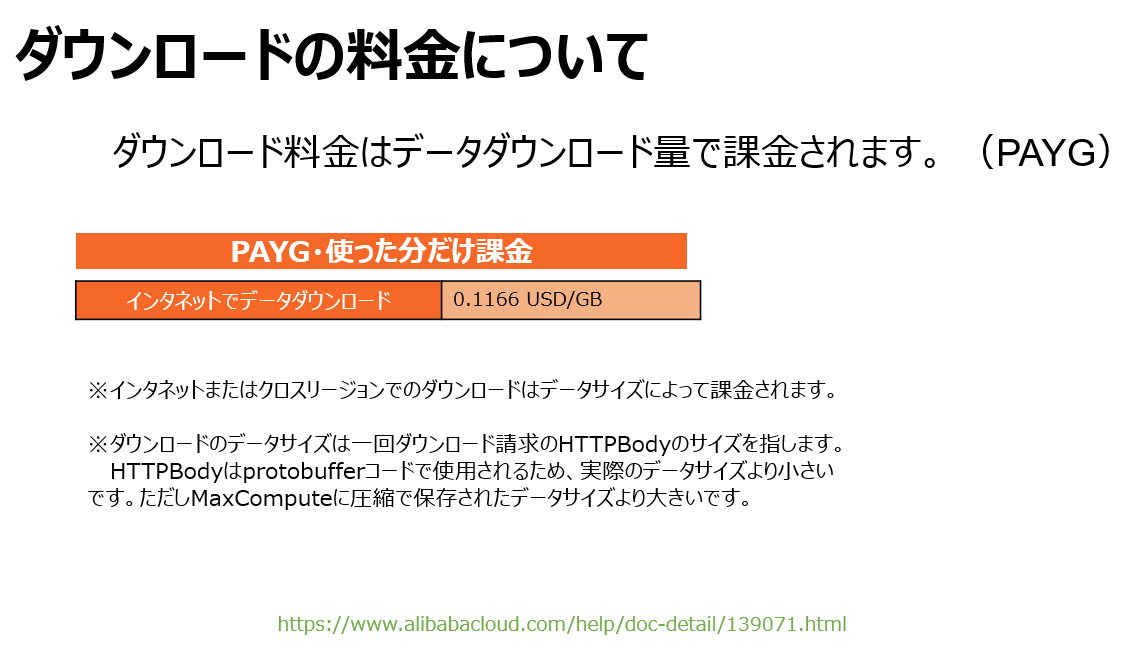 ダウンロードの料金について
ダウンロード料金はデータダウンロード量で課金されます。（PAYG）
PAYG・使った分だけ課金
インタネットでデータダウンロード
0.1166 USD/GB
※インタネットまたはクロスリージョンでのダウンロードはデータサイズによって課金されます。
※ダウンロードのデータサイズは一回ダウンロード請求のHTTPBodyのサイズを指します。
HTTPBodyはprotobufferコードで使用されるため、実際のデータサイズより小さい
です。ただしMaxComputeに圧縮で保存されたデータサイズより大きいです。
https://www.alibabacloud.com/help/doc-detail/139071.html